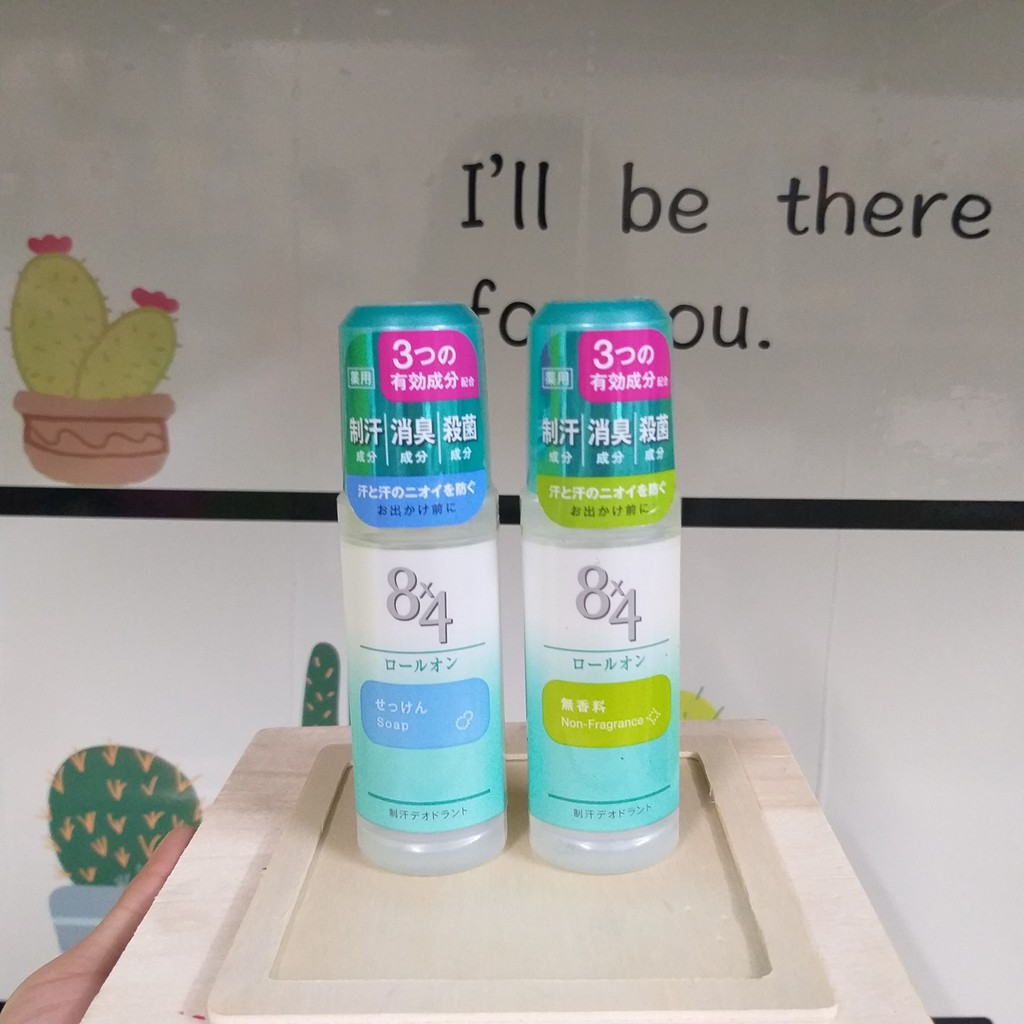 I'll be there
fo ou.
3つの
有効成分配合
薬用
制汗 消臭 殺菌
成分 成分 成分
汗と汗のニオイを防ぐ
お出かけ前に
8x4
ロールオン
せっけん
Soap
制汗デオドラント
3つの
有効成分配合
薬用
制汗 消臭 殺菌
成分 成分 成分
汗と汗のニオイを防ぐ
お出かけ前に
8x4
ロールオン
無香料
Non-Fragrance
制汗デオドラント